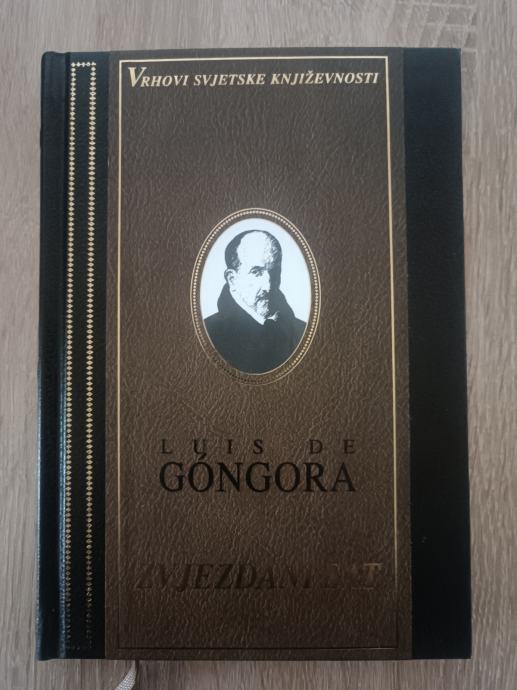 VRHOVI SVJETSKE KNJIŽEVNOSTI
LUIS DE
GÓNGORA
ZVJEZDANI